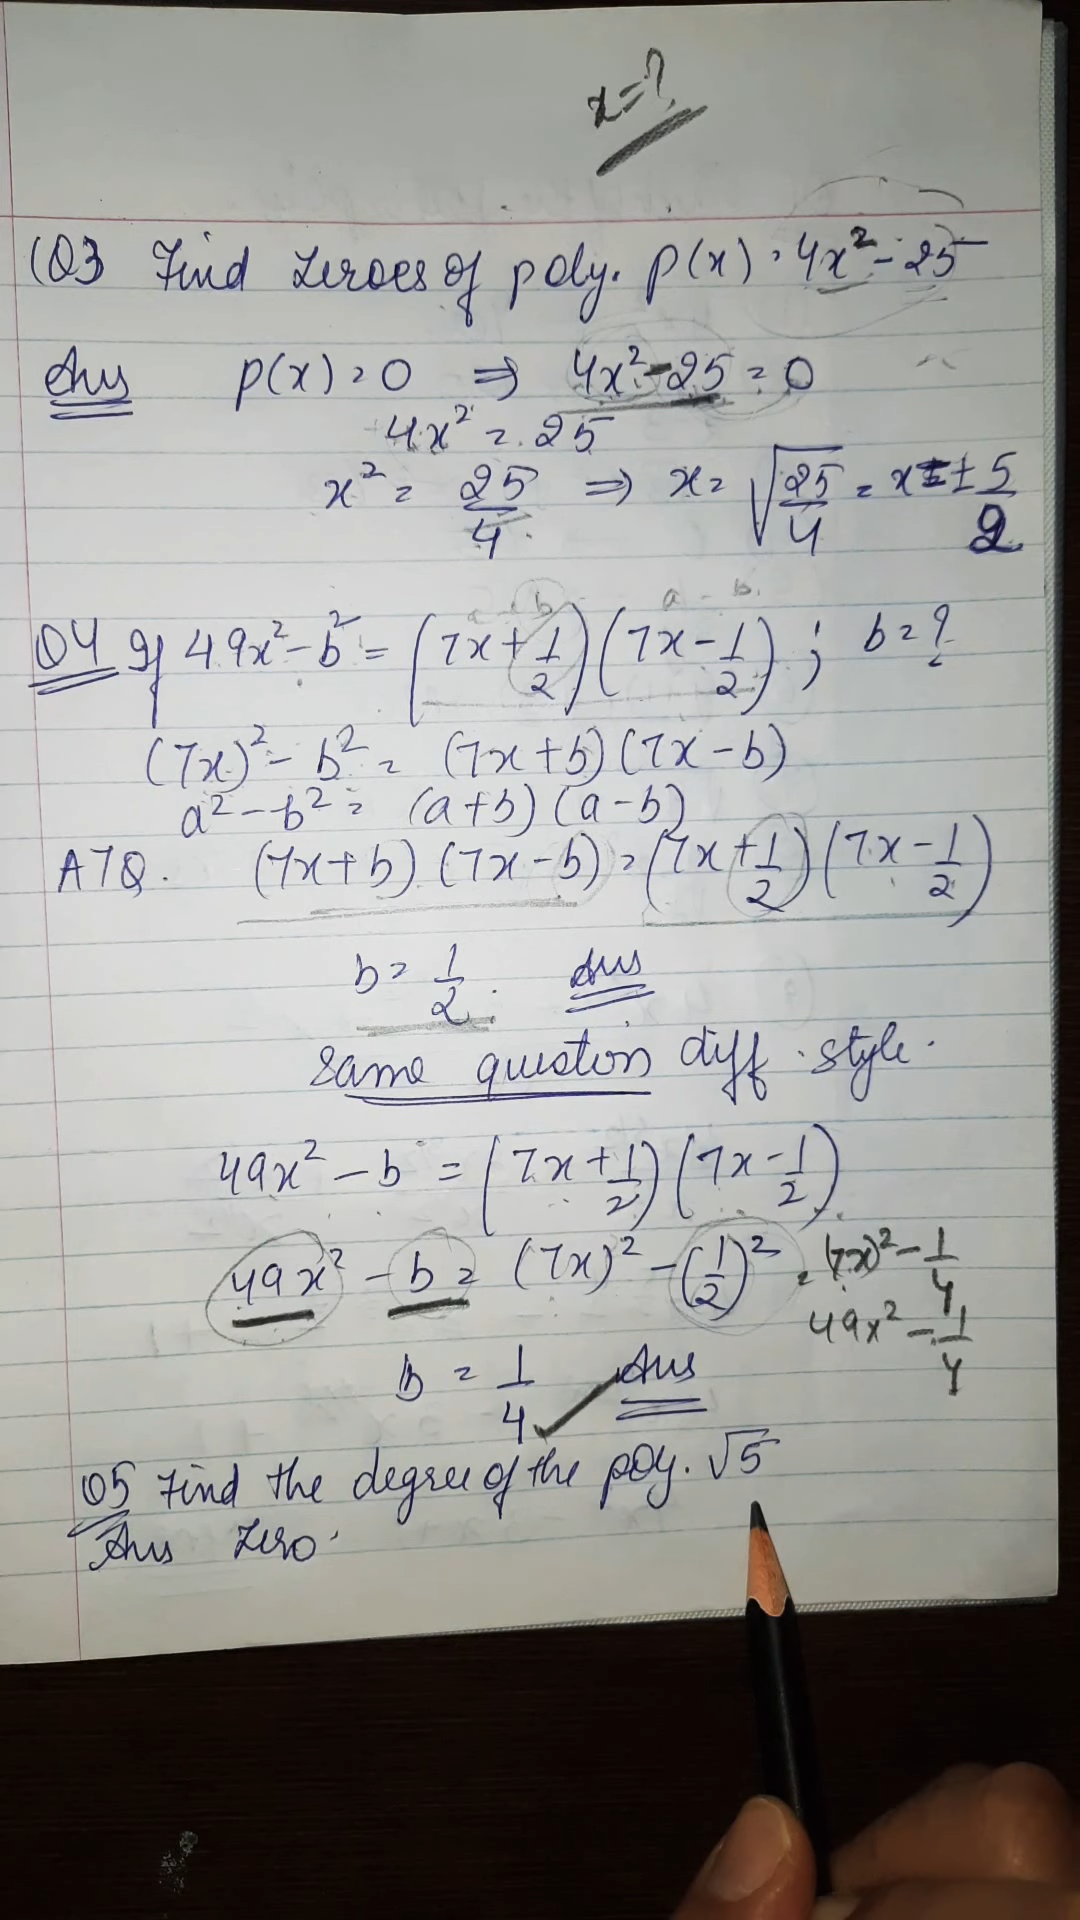 x=?
Q3 Find zeroes of poly. p(x) = 4x² - 25
Ans p(x) = 0 ⇒ 4x² - 25 = 0
4x² = 25
x² = 25/4 ⇒ x = √25/4 = x = ± 5/2
a + b a - b
Q4 If 49x² - b² = (7x + 1/2)(7x - 1/2) ; b = ?
(7x)² - b² = (7x + b)(7x - b)
a² - b² = (a + b)(a - b)
ATQ. (7x + b)(7x - b) = (7x + 1/2)(7x - 1/2)
b = 1/2. Ans
Same question diff. style.
49x² - b = (7x + 1/2)(7x - 1/2)
49x² - b = (7x)² - (1/2)² = (7x)² - 1/4
49x² - 1/4
b = 1/4 Ans
Q5 Find the degree of the poly. √5
Ans Zero.